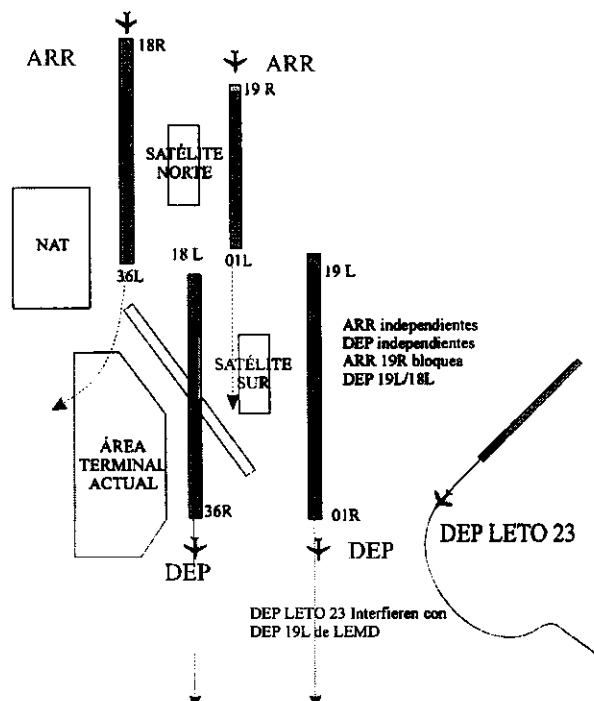 18R
ARR
ARR
19 R
SATÉLITE
NORTE
NAT
18 L
01L
36L
19 L
ARR independientes
DEP independientes
ARR 19R bloquea
DEP 19L/18L
SATÉLITE
SUR
ÁREA
TERMINAL
ACTUAL
36R
01R
DEP
DEP
DEP LETO 23
DEP LETO 23 Interfieren con
DEP 19L de LEMD